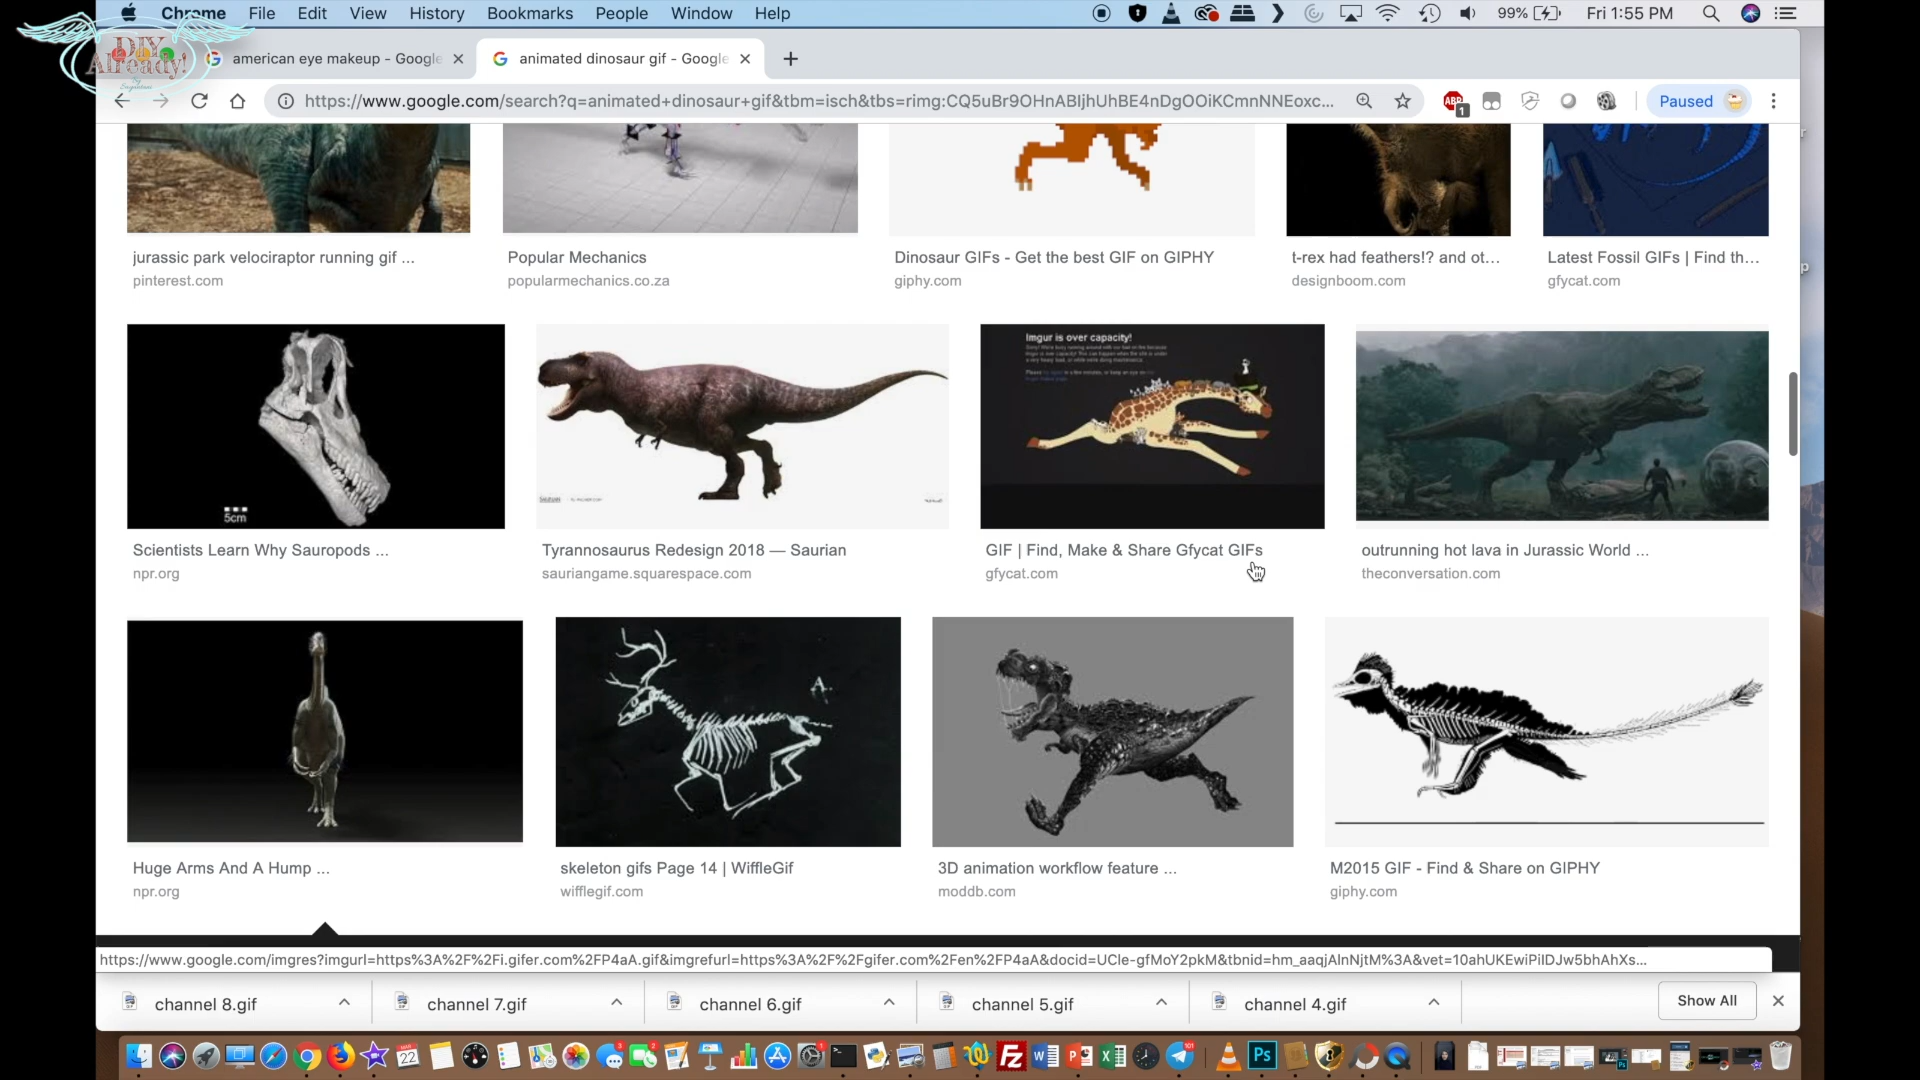 Chrome File Edit View History Bookmarks People Window Help 99% Fri 1:55 PM
DIY
Already!
american eye makeup - Google
animated dinosaur gif - Google
https://www.google.com/search?q=animated+dinosaur+gif&tbm=isch&tbs=rimg:CQ5uBr9OHnABIjhUhBE4nDgOOiKCmnNNEoxc...
ABP
1
Paused
jurassic park velociraptor running gif ...
pinterest.com
Popular Mechanics
popularmechanics.co.za
Dinosaur GIFs - Get the best GIF on GIPHY
giphy.com
t-rex had feathers!? and ot...
designboom.com
Latest Fossil GIFs | Find th...
gfycat.com
5cm
Imgur is over capacity!
Scientists Learn Why Sauropods ...
npr.org
Tyrannosaurus Redesign 2018 — Saurian
sauriangame.squarespace.com
GIF | Find, Make & Share Gfycat GIFs
gfycat.com
outrunning hot lava in Jurassic World ...
theconversation.com
A.
Huge Arms And A Hump ...
npr.org
skeleton gifs Page 14 | WiffleGif
wifflegif.com
3D animation workflow feature ...
moddb.com
M2015 GIF - Find & Share on GIPHY
giphy.com
https://www.google.com/imgres?imgurl=https%3A%2F%2Fi.gifer.com%2FP4aA.gif&imgrefurl=https%3A%2F%2Fgifer.com%2Fen%2FP4aA&docid=UCle-gfMoY2pkM&tbnid=hm_aaqjAlnNjtM%3A&vet=10ahUKEwiPiIDJw5bhAhXs...
channel 8.gif
channel 7.gif
channel 6.gif
channel 5.gif
channel 4.gif
Show All
22
Fz
W
P
X
Ps